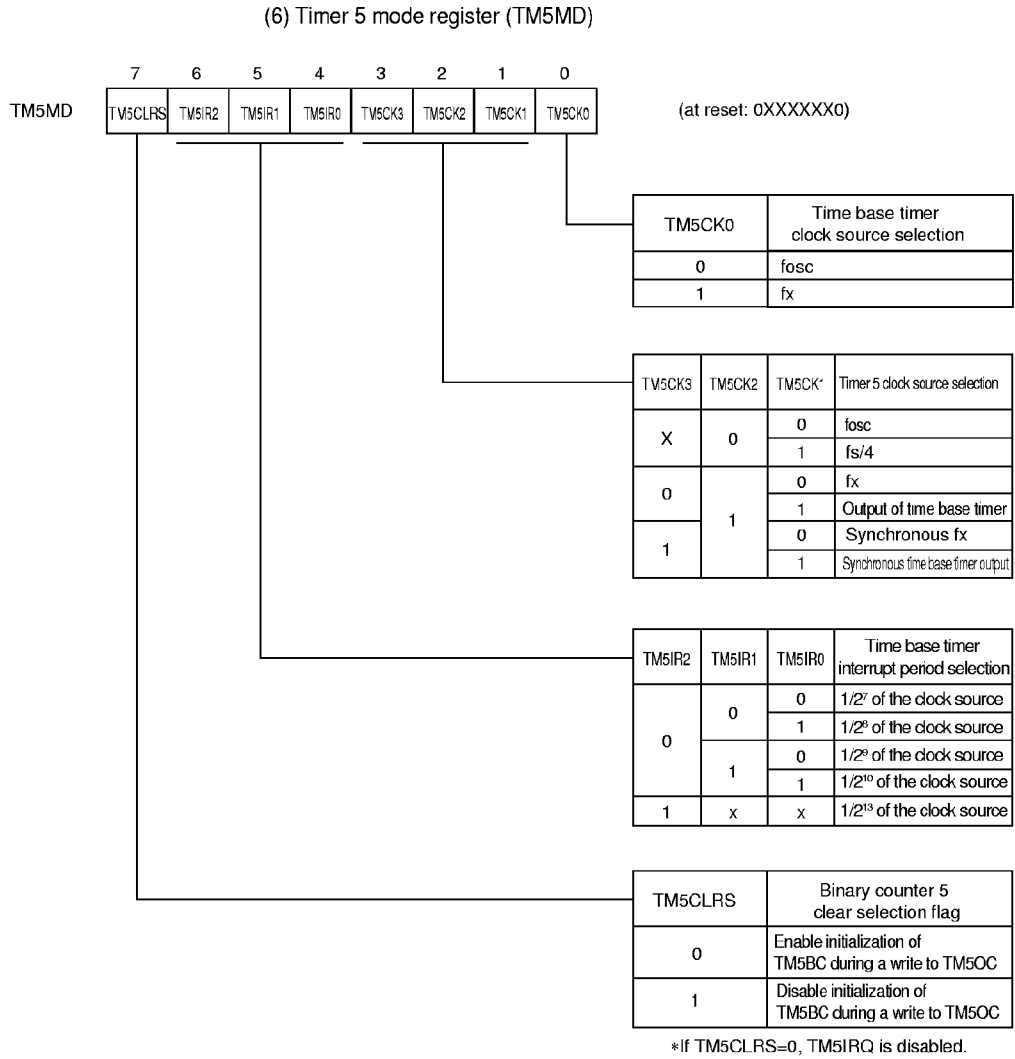 (6) Timer 5 mode register (TM5MD)
7 6 5 4 3 2 1 0
TM5MD TM5CLRS TM5IR2 TM5IR1 TM5IR0 TM5CK3 TM5CK2 TM5CK1 TM5CK0 (at reset: 0XXXXXX0)
TM5CK0 Time base timer
clock source selection
0 fosc
1 fx
TM5CK3 TM5CK2 TM5CK1 Timer 5 clock source selection
X 0 0 fosc
1 fs/4
0 1 0 fx
1 Output of time base timer
1 0 Synchronous fx
1 Synchronous time base timer output
TM5IR2 TM5IR1 TM5IR0 Time base timer
interrupt period selection
0 0 0 1/2⁷ of the clock source
1 1/2⁸ of the clock source
1 0 1/2⁹ of the clock source
1 1/2¹⁰ of the clock source
1 x x 1/2¹³ of the clock source
TM5CLRS Binary counter 5
clear selection flag
0 Enable initialization of
TM5BC during a write to TM5OC
1 Disable initialization of
TM5BC during a write to TM5OC
*If TM5CLRS=0, TM5IRQ is disabled.